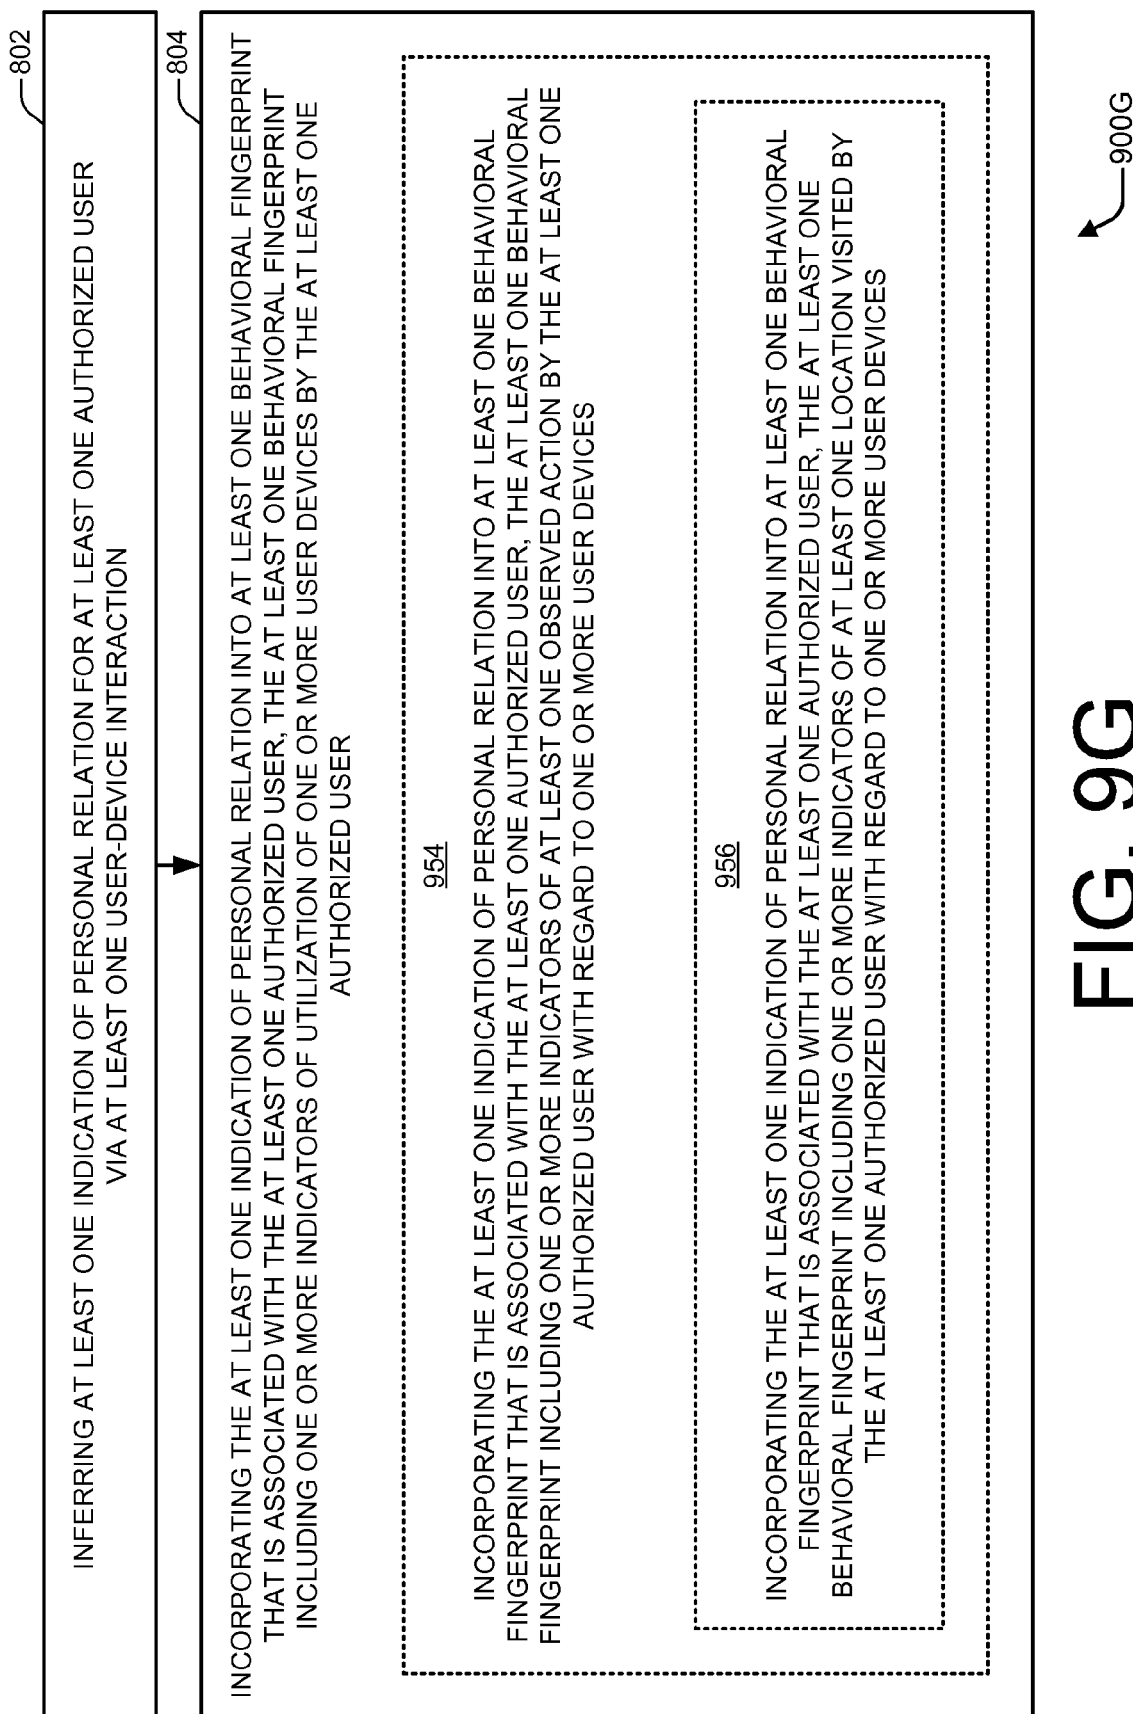 802
INFERRING AT LEAST ONE INDICATION OF PERSONAL RELATION FOR AT LEAST ONE AUTHORIZED USER
VIA AT LEAST ONE USER-DEVICE INTERACTION
804
INCORPORATING THE AT LEAST ONE INDICATION OF PERSONAL RELATION INTO AT LEAST ONE BEHAVIORAL FINGERPRINT
THAT IS ASSOCIATED WITH THE AT LEAST ONE AUTHORIZED USER, THE AT LEAST ONE BEHAVIORAL FINGERPRINT
INCLUDING ONE OR MORE INDICATORS OF UTILIZATION OF ONE OR MORE USER DEVICES BY THE AT LEAST ONE
AUTHORIZED USER
954
INCORPORATING THE AT LEAST ONE INDICATION OF PERSONAL RELATION INTO AT LEAST ONE BEHAVIORAL
FINGERPRINT THAT IS ASSOCIATED WITH THE AT LEAST ONE AUTHORIZED USER, THE AT LEAST ONE BEHAVIORAL
FINGERPRINT INCLUDING ONE OR MORE INDICATORS OF AT LEAST ONE OBSERVED ACTION BY THE AT LEAST ONE
AUTHORIZED USER WITH REGARD TO ONE OR MORE USER DEVICES
956
INCORPORATING THE AT LEAST ONE INDICATION OF PERSONAL RELATION INTO AT LEAST ONE BEHAVIORAL
FINGERPRINT THAT IS ASSOCIATED WITH THE AT LEAST ONE AUTHORIZED USER, THE AT LEAST ONE
BEHAVIORAL FINGERPRINT INCLUDING ONE OR MORE INDICATORS OF AT LEAST ONE LOCATION VISITED BY
THE AT LEAST ONE AUTHORIZED USER WITH REGARD TO ONE OR MORE USER DEVICES
900G
FIG. 9G